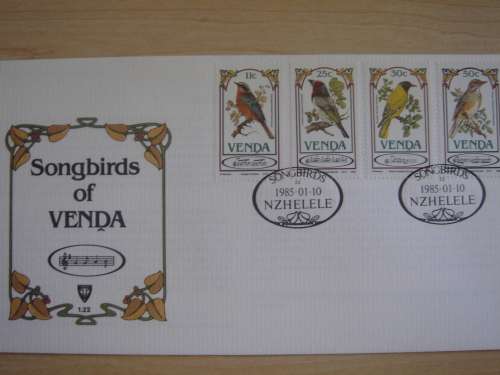 11c
25c
30c
50c
VENDA
VENDA
VENDA
VENDA
Songbirds
of
VENḒA
1.22
SONGBIRDS
1985-01-10
NZHELELE
SONGBIRDS
1985-01-10
NZHELELE